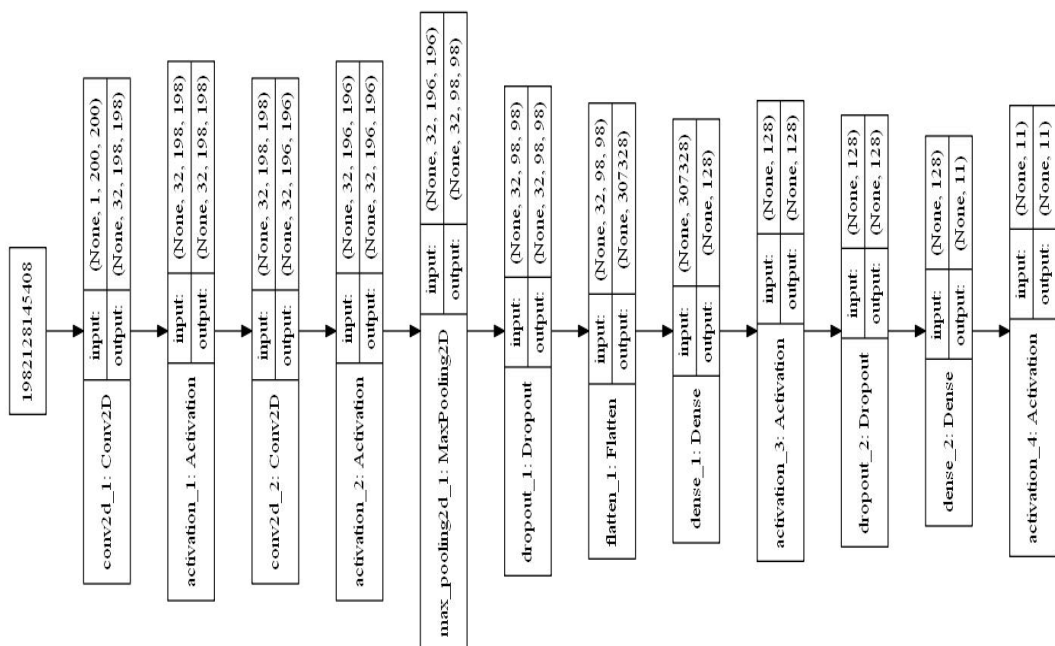 1982128145408
conv2d_1: Conv2D
input:
(None, 1, 200, 200)
output:
(None, 32, 198, 198)
activation_1: Activation
input:
(None, 32, 198, 198)
output:
(None, 32, 198, 198)
conv2d_2: Conv2D
input:
(None, 32, 198, 198)
output:
(None, 32, 196, 196)
activation_2: Activation
input:
(None, 32, 196, 196)
output:
(None, 32, 196, 196)
max_pooling2d_1: MaxPooling2D
input:
(None, 32, 196, 196)
output:
(None, 32, 98, 98)
dropout_1: Dropout
input:
(None, 32, 98, 98)
output:
(None, 32, 98, 98)
flatten_1: Flatten
input:
(None, 32, 98, 98)
output:
(None, 307328)
dense_1: Dense
input:
(None, 307328)
output:
(None, 128)
activation_3: Activation
input:
(None, 128)
output:
(None, 128)
dropout_2: Dropout
input:
(None, 128)
output:
(None, 128)
dense_2: Dense
input:
(None, 128)
output:
(None, 11)
activation_4: Activation
input:
(None, 11)
output:
(None, 11)